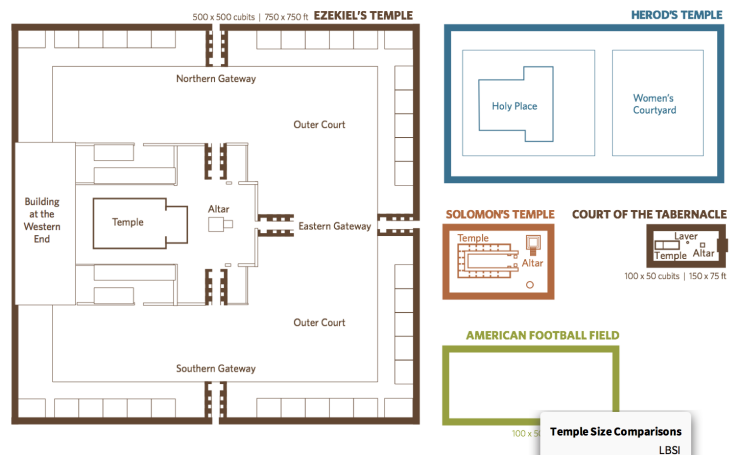 500 x 500 cubits | 750 x 750 ft EZEKIEL'S TEMPLE
Northern Gateway
Outer Court
Building
at the
Western
End
Temple
Altar
Eastern Gateway
Outer Court
Southern Gateway
HEROD'S TEMPLE
Holy Place
Women's
Courtyard
SOLOMON'S TEMPLE
Temple
Altar
COURT OF THE TABERNACLE
Laver
Temple
Altar
100 x 50 cubits | 150 x 75 ft
AMERICAN FOOTBALL FIELD
100 x
Temple Size Comparisons
LBSI